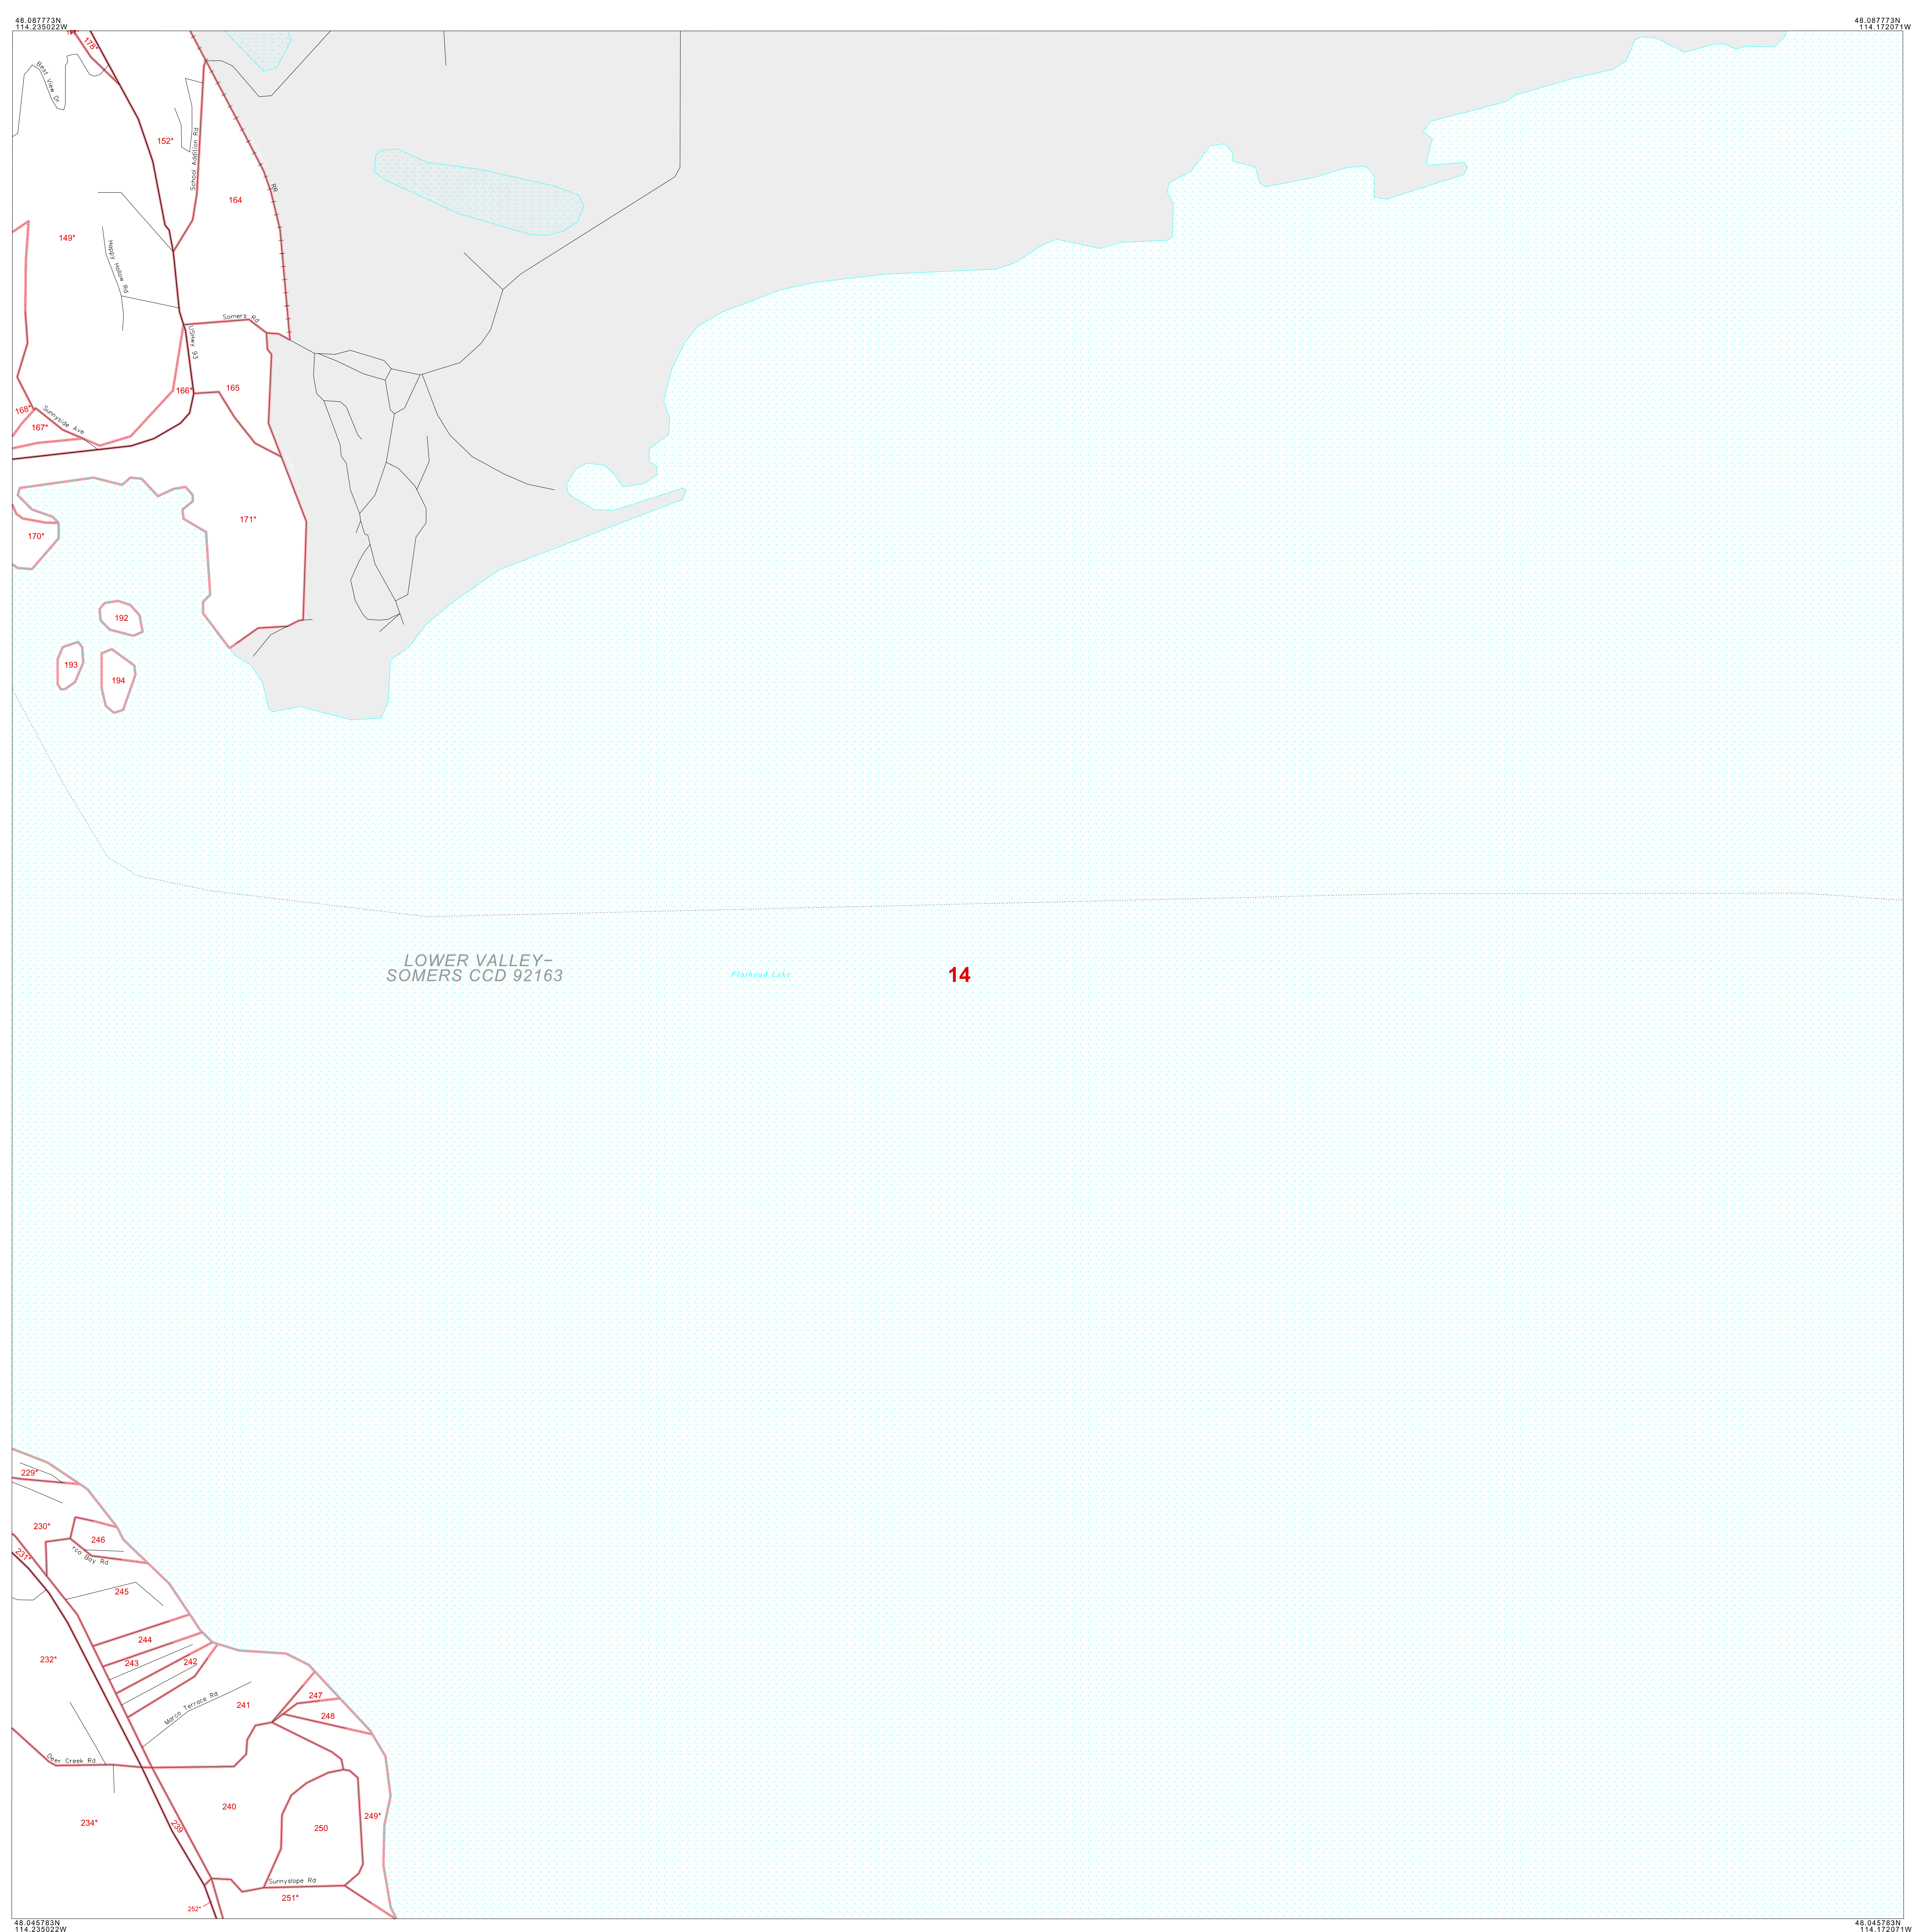 48.087773N
114.235022W
48.087773N
114.172071W
178*
Best View Dr
152*
School Addition Rd
164
RR
149*
Happy Hollow Rd
Somers Rd
USHwy 93
166*
165
168*
Sunnyside Ave
167*
171*
170*
192
193
194
LOWER VALLEY-
SOMERS CCD 92163
Flathead Lake
14
229*
230*
246
231*
rco Bay Rd
245
244
243
242
232*
241
Marco Terrace Rd
247
248
Deer Creek Rd
240
249*
234*
239
250
Sunnyslope Rd
251*
252*
48.045783N
114.235022W
48.045783N
114.172071W